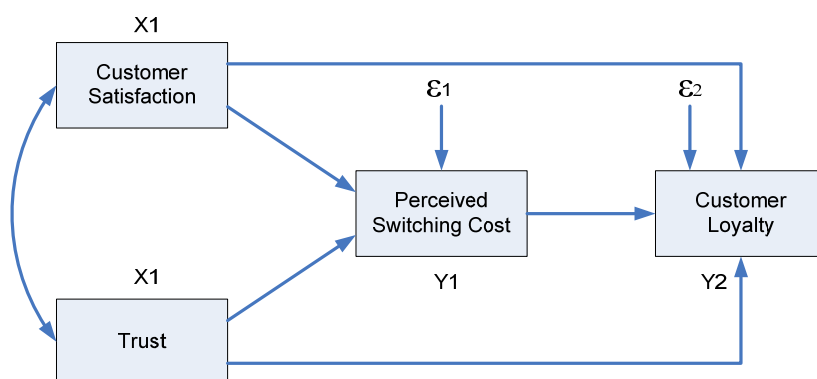 X1
Customer
Satisfaction
ε1
ε2
Perceived
Switching Cost
Customer
Loyalty
X1
Y1
Y2
Trust